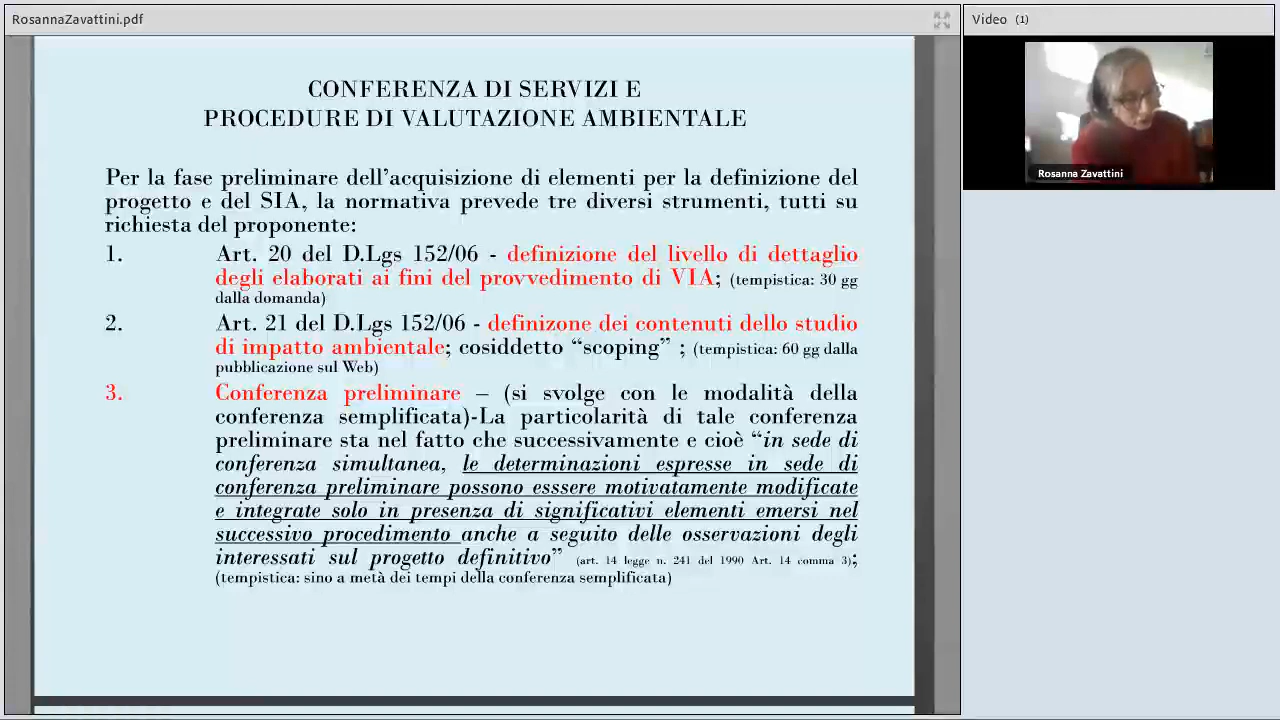 RosannaZavattini.pdf
Video (1)
Rosanna Zavattini
CONFERENZA DI SERVIZI E
PROCEDURE DI VALUTAZIONE AMBIENTALE
Per la fase preliminare dell’acquisizione di elementi per la definizione del
progetto e del SIA, la normativa prevede tre diversi strumenti, tutti su
richiesta del proponente:
1. Art. 20 del D.Lgs 152/06 - definizione del livello di dettaglio
degli elaborati ai fini del provvedimento di VIA; (tempistica: 30 gg
dalla domanda)
2. Art. 21 del D.Lgs 152/06 - definizone dei contenuti dello studio
di impatto ambientale; cosiddetto “scoping” ; (tempistica: 60 gg dalla
pubblicazione sul Web)
3. Conferenza preliminare – (si svolge con le modalità della
conferenza semplificata)-La particolarità di tale conferenza
preliminare sta nel fatto che successivamente e cioè “in sede di
conferenza simultanea, le determinazioni espresse in sede di
conferenza preliminare possono esssere motivatamente modificate
e integrate solo in presenza di significativi elementi emersi nel
successivo procedimento anche a seguito delle osservazioni degli
interessati sul progetto definitivo” (art. 14 legge n. 241 del 1990 Art. 14 comma 3);
(tempistica: sino a metà dei tempi della conferenza semplificata)